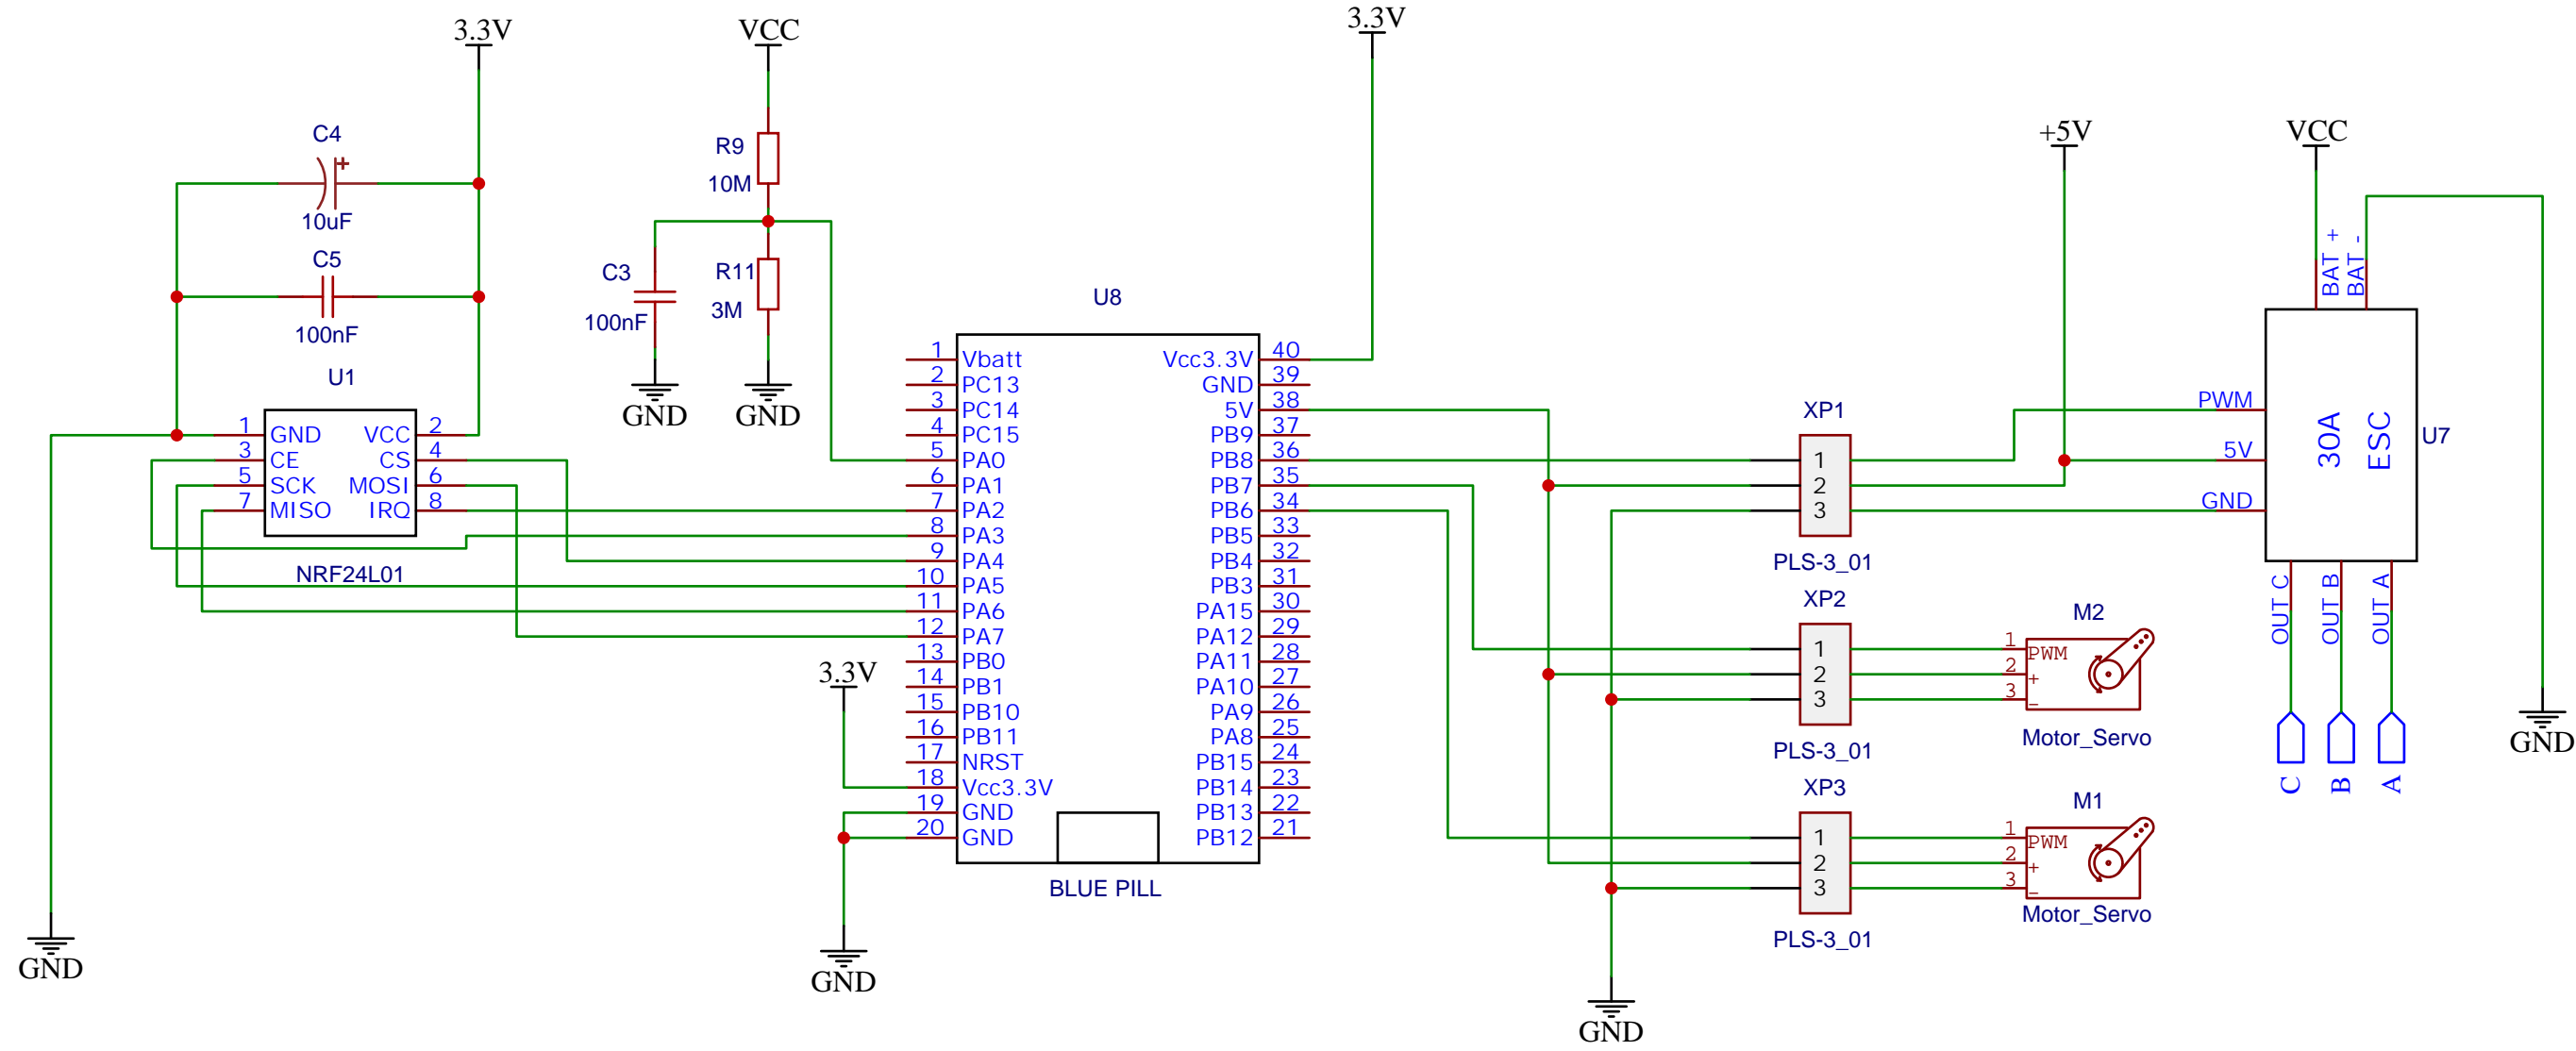 3.3V
VCC
3.3V
C4
10uF
C5
100nF
U1
1 GND VCC 2
3 CE CS 4
5 SCK MOSI 6
7 MISO IRQ 8
NRF24L01
GND
R9
10M
R11
3M
C3
100nF
GND
GND
U8
1 Vbatt Vcc3.3V 40
2 PC13 GND 39
3 PC14 5V 38
4 PC15 PB9 37
5 PA0 PB8 36
6 PA1 PB7 35
7 PA2 PB6 34
8 PA3 PB5 33
9 PA4 PB4 32
10 PA5 PB3 31
11 PA6 PA15 30
12 PA7 PA12 29
13 PB0 PA11 28
14 PB1 PA10 27
15 PB10 PA9 26
16 PB11 PA8 25
17 NRST PB15 24
18 Vcc3.3V PB14 23
19 GND PB13 22
20 GND PB12 21
BLUE PILL
3.3V
GND
XP1
1
2
3
PLS-3_01
XP2
1
2
3
PLS-3_01
XP3
1
2
3
PLS-3_01
GND
+5V
VCC
BAT +
BAT -
PWM
5V
GND
30A
ESC
U7
OUT C
OUT B
OUT A
C
B
A
GND
M2
1 PWM
2 +
3 -
Motor_Servo
M1
1 PWM
2 +
3 -
Motor_Servo